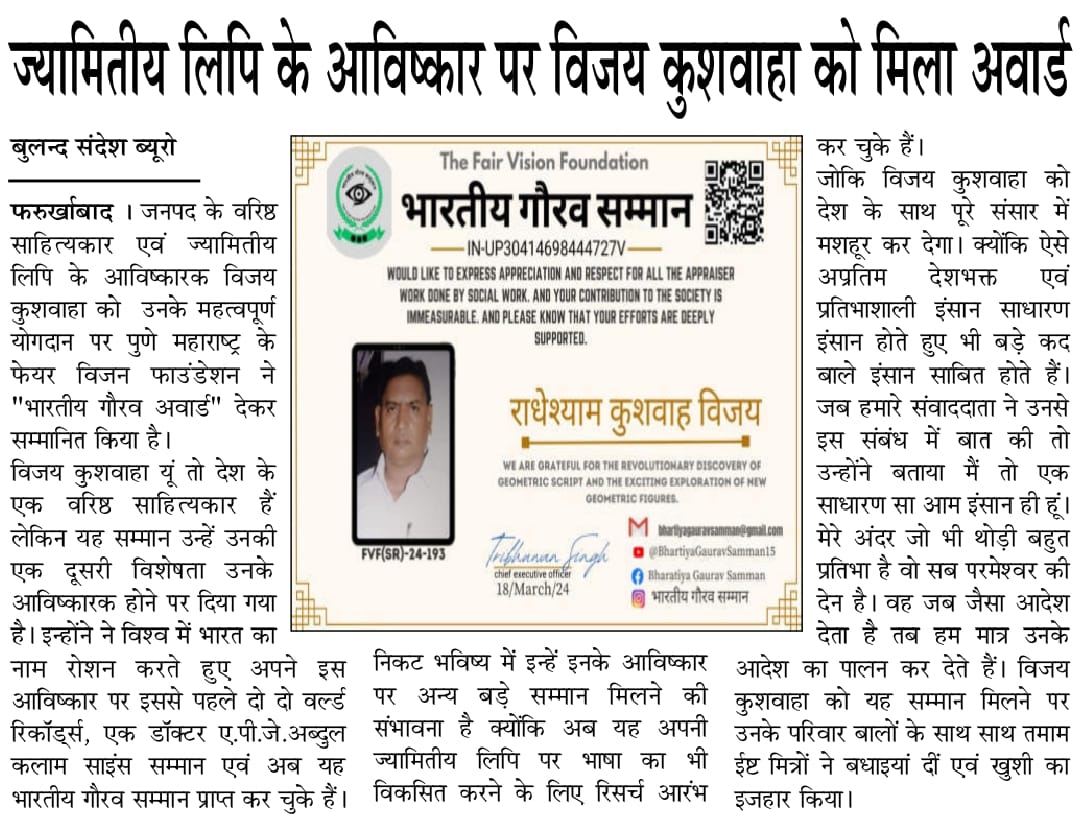 ज्यामितीय लिपि के आविष्कार पर विजय कुशवाहा को मिला अवार्ड
बुलन्द संदेश ब्यूरो
फरुर्खाबाद । जनपद के वरिष्ठ
साहित्यकार एवं ज्यामितीय
लिपि के आविष्कारक विजय
कुशवाहा को उनके महत्वपूर्ण
योगदान पर पुणे महाराष्ट्र के
फेयर विजन फाउंडेशन ने
"भारतीय गौरव अवार्ड" देकर
सम्मानित किया है।
विजय कुशवाहा यूं तो देश के
एक वरिष्ठ साहित्यकार हैं
लेकिन यह सम्मान उन्हें उनकी
एक दूसरी विशेषता उनके
आविष्कारक होने पर दिया गया
है। इन्होंने ने विश्व में भारत का
नाम रोशन करते हुए अपने इस
आविष्कार पर इससे पहले दो दो वर्ल्ड
रिकॉर्ड्स, एक डॉक्टर ए.पी.जे.अब्दुल
कलाम साइंस सम्मान एवं अब यह
भारतीय गौरव सम्मान प्राप्त कर चुके हैं।
The Fair Vision Foundation
भारतीय गौरव सम्मान
IN-UP30414698444727V
WOULD LIKE TO EXPRESS APPRECIATION AND RESPECT FOR ALL THE APPRAISER
WORK DONE BY SOCIAL WORK. AND YOUR CONTRIBUTION TO THE SOCIETY IS
IMMEASURABLE. AND PLEASE KNOW THAT YOUR EFFORTS ARE DEEPLY
SUPPORTED.
राधेश्याम कुशवाह विजय
WE ARE GRATEFUL FOR THE REVOLUTIONARY DISCOVERY OF
GEOMETRIC SCRIPT AND THE EXCITING EXPLORATION OF NEW
GEOMETRIC FIGURES.
FVF(SR)-24-193
Tribhanan Singh
chief executive officer
18/March/24
bhartiyagauravsamman@gmail.com
@BhartiyaGauravSamman15
Bharatiya Gaurav Samman
भारतीय गौरव सम्मान
निकट भविष्य में इन्हें इनके आविष्कार
पर अन्य बड़े सम्मान मिलने की
संभावना है क्योंकि अब यह अपनी
ज्यामितीय लिपि पर भाषा का भी
विकसित करने के लिए रिसर्च आरंभ
कर चुके हैं।
जोकि विजय कुशवाहा को
देश के साथ पूरे संसार में
मशहूर कर देगा। क्योंकि ऐसे
अप्रतिम देशभक्त एवं
प्रतिभाशाली इंसान साधारण
इंसान होते हुए भी बड़े कद
बाले इंसान साबित होते हैं।
जब हमारे संवाददाता ने उनसे
इस संबंध में बात की तो
उन्होंने बताया मैं तो एक
साधारण सा आम इंसान ही हूं।
मेरे अंदर जो भी थोड़ी बहुत
प्रतिभा है वो सब परमेश्वर की
देन है। वह जब जैसा आदेश
देता है तब हम मात्र उनके
आदेश का पालन कर देते हैं। विजय
कुशवाहा को यह सम्मान मिलने पर
उनके परिवार बालों के साथ साथ तमाम
ईष्ट मित्रों ने बधाइयां दीं एवं खुशी का
इजहार किया।